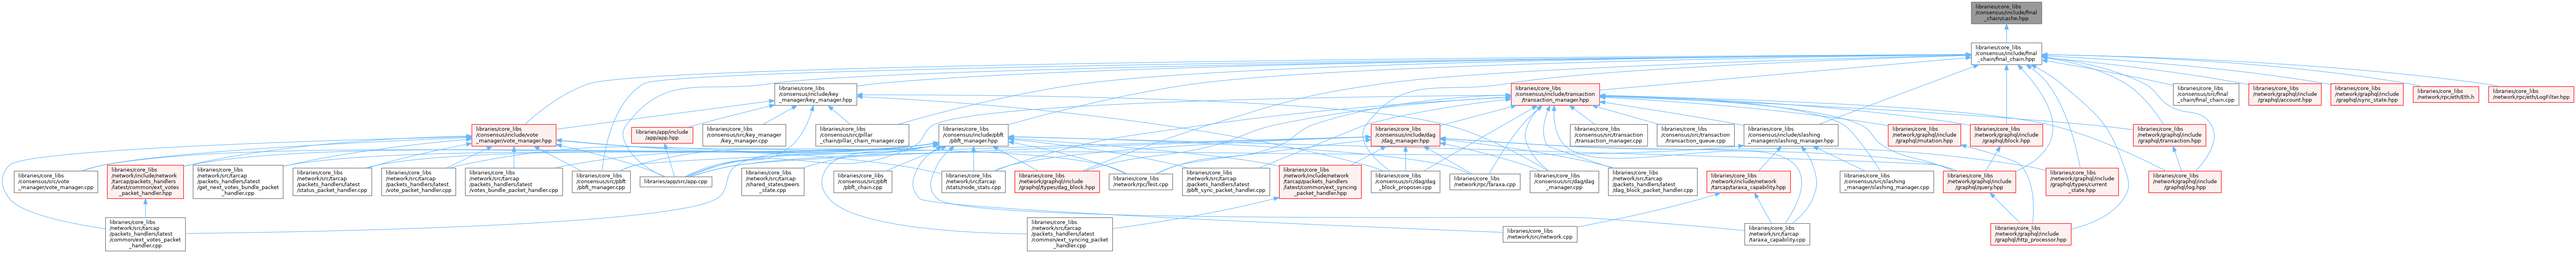 libraries/core_libs
/consensus/include/final
_chain/cache.hpp
libraries/core_libs
/consensus/include/final
_chain/final_chain.hpp
libraries/core_libs
/consensus/include/key
_manager/key_manager.hpp
libraries/core_libs
/consensus/include/transaction
/transaction_manager.hpp
libraries/core_libs
/consensus/src/final
_chain/final_chain.cpp
libraries/core_libs
/network/graphql/include
/graphql/account.hpp
libraries/core_libs
/network/graphql/include
/graphql/sync_state.hpp
libraries/core_libs
/network/rpc/eth/Eth.h
libraries/core_libs
/network/rpc/eth/LogFilter.hpp
libraries/core_libs
/consensus/include/vote
_manager/vote_manager.hpp
libraries/app/include
/app/app.hpp
libraries/core_libs
/consensus/src/key_manager
/key_manager.cpp
libraries/core_libs
/consensus/src/pillar
_chain/pillar_chain_manager.cpp
libraries/core_libs
/consensus/include/pbft
/pbft_manager.hpp
libraries/core_libs
/consensus/include/dag
/dag_manager.hpp
libraries/core_libs
/consensus/src/transaction
/transaction_manager.cpp
libraries/core_libs
/consensus/src/transaction
/transaction_queue.cpp
libraries/core_libs
/consensus/include/slashing
_manager/slashing_manager.hpp
libraries/core_libs
/network/graphql/include
/graphql/mutation.hpp
libraries/core_libs
/network/graphql/include
/graphql/block.hpp
libraries/core_libs
/network/graphql/include
/graphql/transaction.hpp
libraries/core_libs
/consensus/src/vote
_manager/vote_manager.cpp
libraries/core_libs
/network/include/network
/tarcap/packets_handlers
/latest/common/ext_votes
_packet_handler.hpp
libraries/core_libs
/network/src/tarcap
/packets_handlers/latest
/get_next_votes_bundle_packet
_handler.cpp
libraries/core_libs
/network/src/tarcap
/packets_handlers/latest
/status_packet_handler.cpp
libraries/core_libs
/network/src/tarcap
/packets_handlers/latest
/vote_packet_handler.cpp
libraries/core_libs
/network/src/tarcap
/packets_handlers/latest
/votes_bundle_packet_handler.cpp
libraries/core_libs
/consensus/src/pbft
/pbft_manager.cpp
libraries/app/src/app.cpp
libraries/core_libs
/network/src/tarcap
/shared_states/peers
_state.cpp
libraries/core_libs
/consensus/src/pbft
/pbft_chain.cpp
libraries/core_libs
/network/src/tarcap
/stats/node_stats.cpp
libraries/core_libs
/network/graphql/include
/graphql/types/dag_block.hpp
libraries/core_libs
/network/rpc/Test.cpp
libraries/core_libs
/network/src/tarcap
/packets_handlers/latest
/pbft_sync_packet_handler.cpp
libraries/core_libs
/network/include/network
/tarcap/packets_handlers
/latest/common/ext_syncing
_packet_handler.hpp
libraries/core_libs
/consensus/src/dag/dag
_block_proposer.cpp
libraries/core_libs
/network/rpc/Taraxa.cpp
libraries/core_libs
/consensus/src/dag/dag
_manager.cpp
libraries/core_libs
/network/src/tarcap
/packets_handlers/latest
/dag_block_packet_handler.cpp
libraries/core_libs
/network/include/network
/tarcap/taraxa_capability.hpp
libraries/core_libs
/consensus/src/slashing
_manager/slashing_manager.cpp
libraries/core_libs
/network/graphql/include
/graphql/query.hpp
libraries/core_libs
/network/graphql/include
/graphql/types/current
_state.hpp
libraries/core_libs
/network/graphql/include
/graphql/log.hpp
libraries/core_libs
/network/src/tarcap
/packets_handlers/latest
/common/ext_votes_packet
_handler.cpp
libraries/core_libs
/network/src/tarcap
/packets_handlers/latest
/common/ext_syncing_packet
_handler.cpp
libraries/core_libs
/network/src/network.cpp
libraries/core_libs
/network/src/tarcap
/taraxa_capability.cpp
libraries/core_libs
/network/graphql/include
/graphql/http_processor.hpp